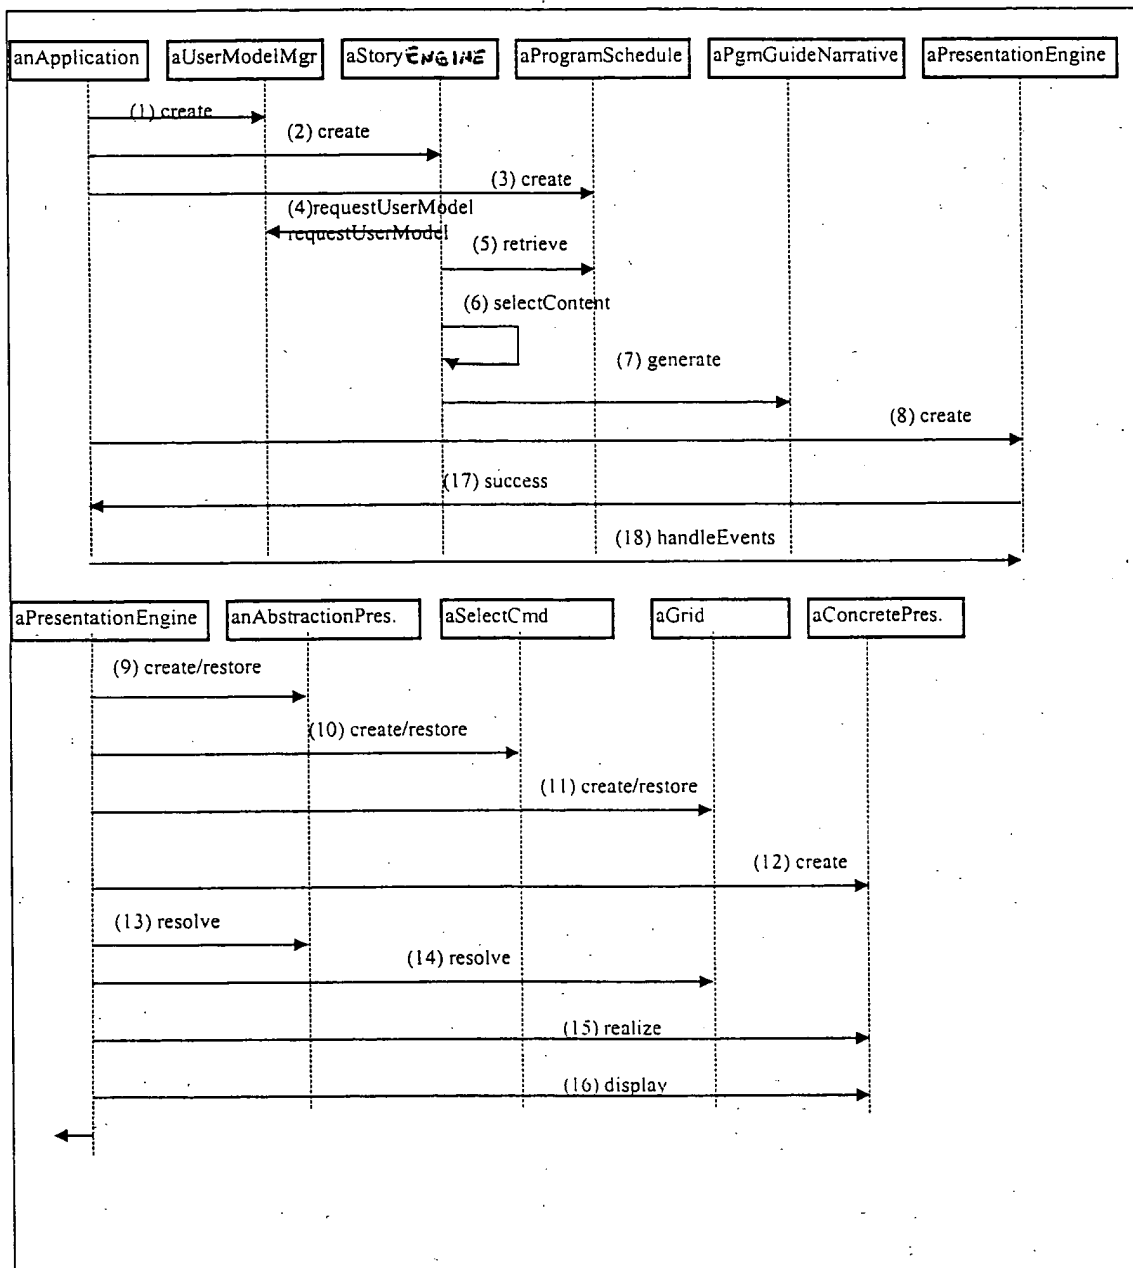 anApplication aUserModelMgr aStoryENGINE aProgramSchedule aPgmGuideNarrative aPresentationEngine
(1) create
(2) create
(3) create
(4)requestUserModel
requestUserModel
(5) retrieve
(6) selectContent
(7) generate
(8) create
(17) success
(18) handleEvents
aPresentationEngine anAbstractionPres. aSelectCmd aGrid aConcretePres.
(9) create/restore
(10) create/restore
(11) create/restore
(12) create
(13) resolve
(14) resolve
(15) realize
(16) display